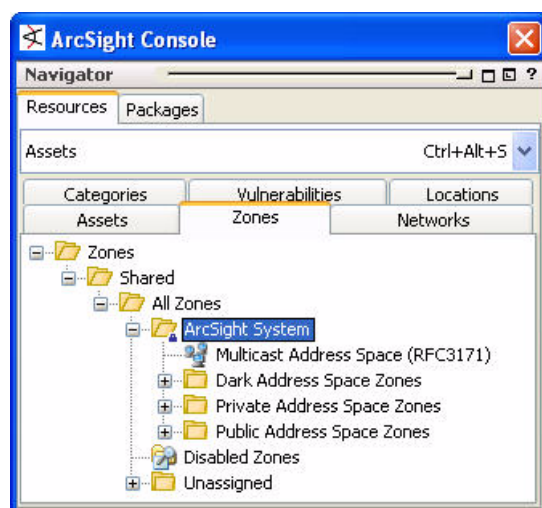 ArcSight Console
Navigator ?
Resources Packages
Assets Ctrl+Alt+S
Categories Vulnerabilities Locations
Assets Zones Networks
Zones
Shared
All Zones
ArcSight System
Multicast Address Space (RFC3171)
Dark Address Space Zones
Private Address Space Zones
Public Address Space Zones
Disabled Zones
Unassigned